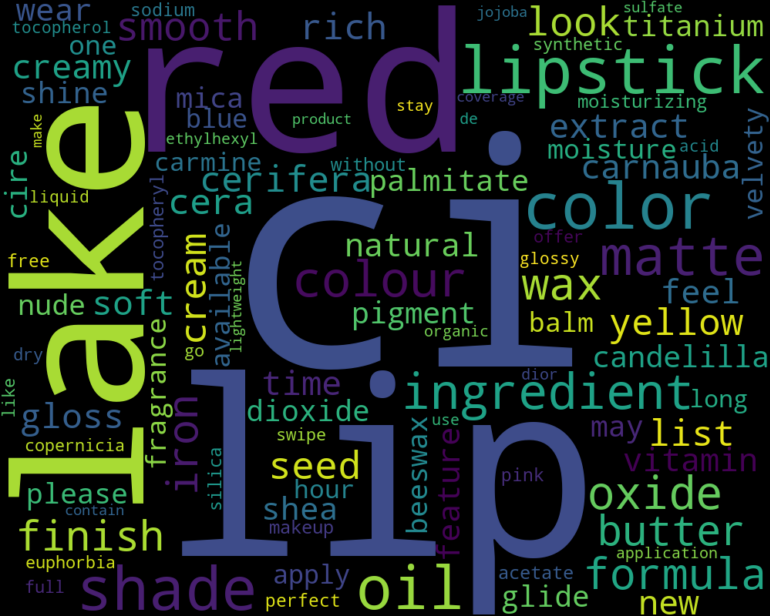 wear
sodium
tocopherol
smooth
rich
jojoba
sulfate
look
titanium
one
creamy
shine
red
lipstick
synthetic
mica
blue
product
stay
coverage
de
moisturizing
make
ethylhexyl
extract
moisture
acid
velvety
cire
liquid
lake
carmine
without
cerifera
palmitate
carnauba
cera
color
tocopheryl
ci
natural
offer
glossy
matte
free
cream
available
colour
wax
feel
nude
soft
lightweight
pigment
organic
balm
yellow
go
dry
fragrance
dior
candelilla
like
time
ingredient
long
gloss
iron
dioxide
use
swipe
lip
may
list
copernicia
silica
seed
beeswax
feature
pink
vitamin
please
contain
hour
shea
oxide
makeup
finish
butter
application
euphorbia
full
shade
apply
perfect
oil
acetate
glide
formula
new